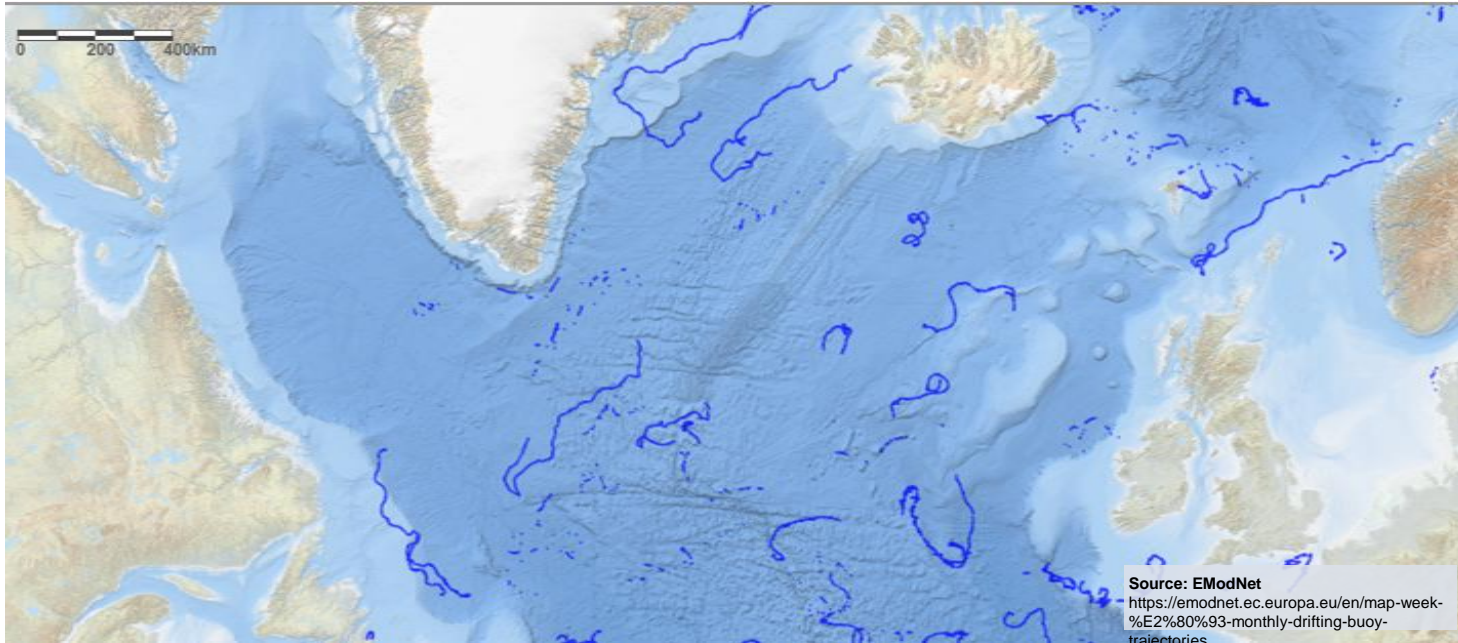 0 200 400km
Source: EModNet
https://emodnet.ec.europa.eu/en/map-week-
%E2%80%93-monthly-drifting-buoy-
trajectories